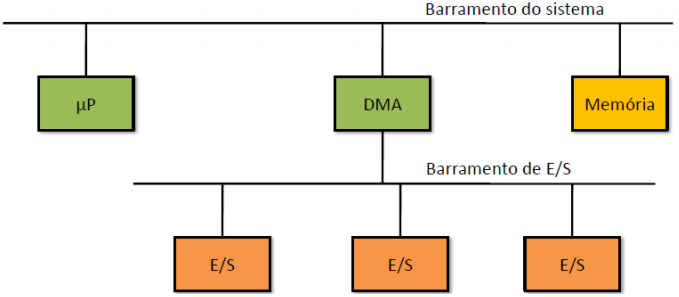 Barramento do sistema
µP
DMA
Memória
Barramento de E/S
E/S
E/S
E/S